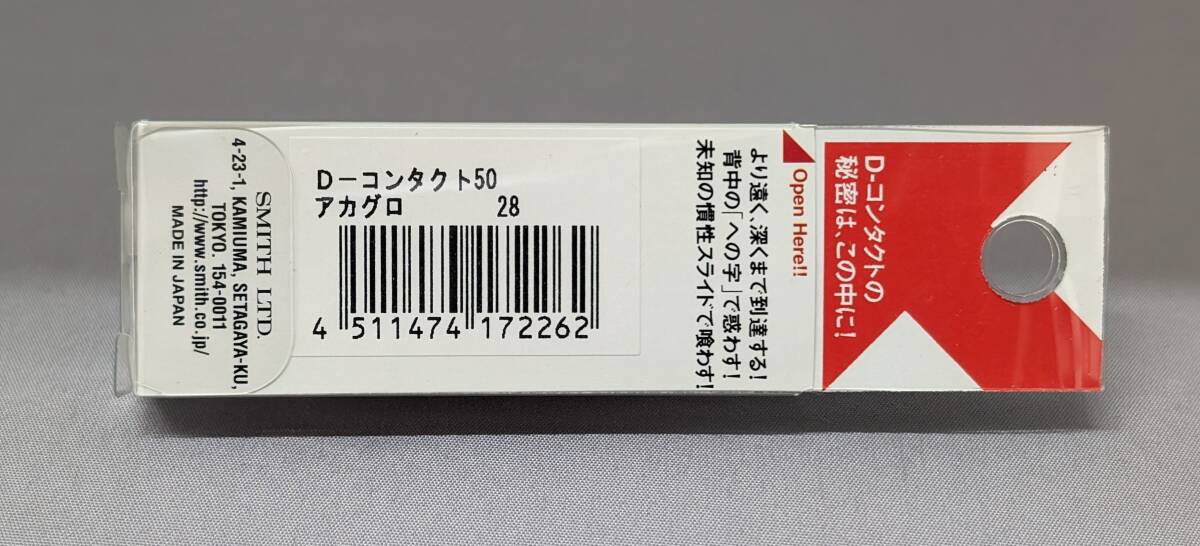 SMITH LTD.
4-23-1, KAMIUMA, SETAGAYA-KU,
TOKYO. 154-0011
http://www.smith.co.jp/
MADE IN JAPAN
D-コンタクト50
アカグロ 28
4 511474 172262
Open Here!!
より遠く、深くまで到達する!
背中の「への字」で惑わす!
未知の慣性スライドで喰わす!
D-コンタクトの
秘密は、この中に!